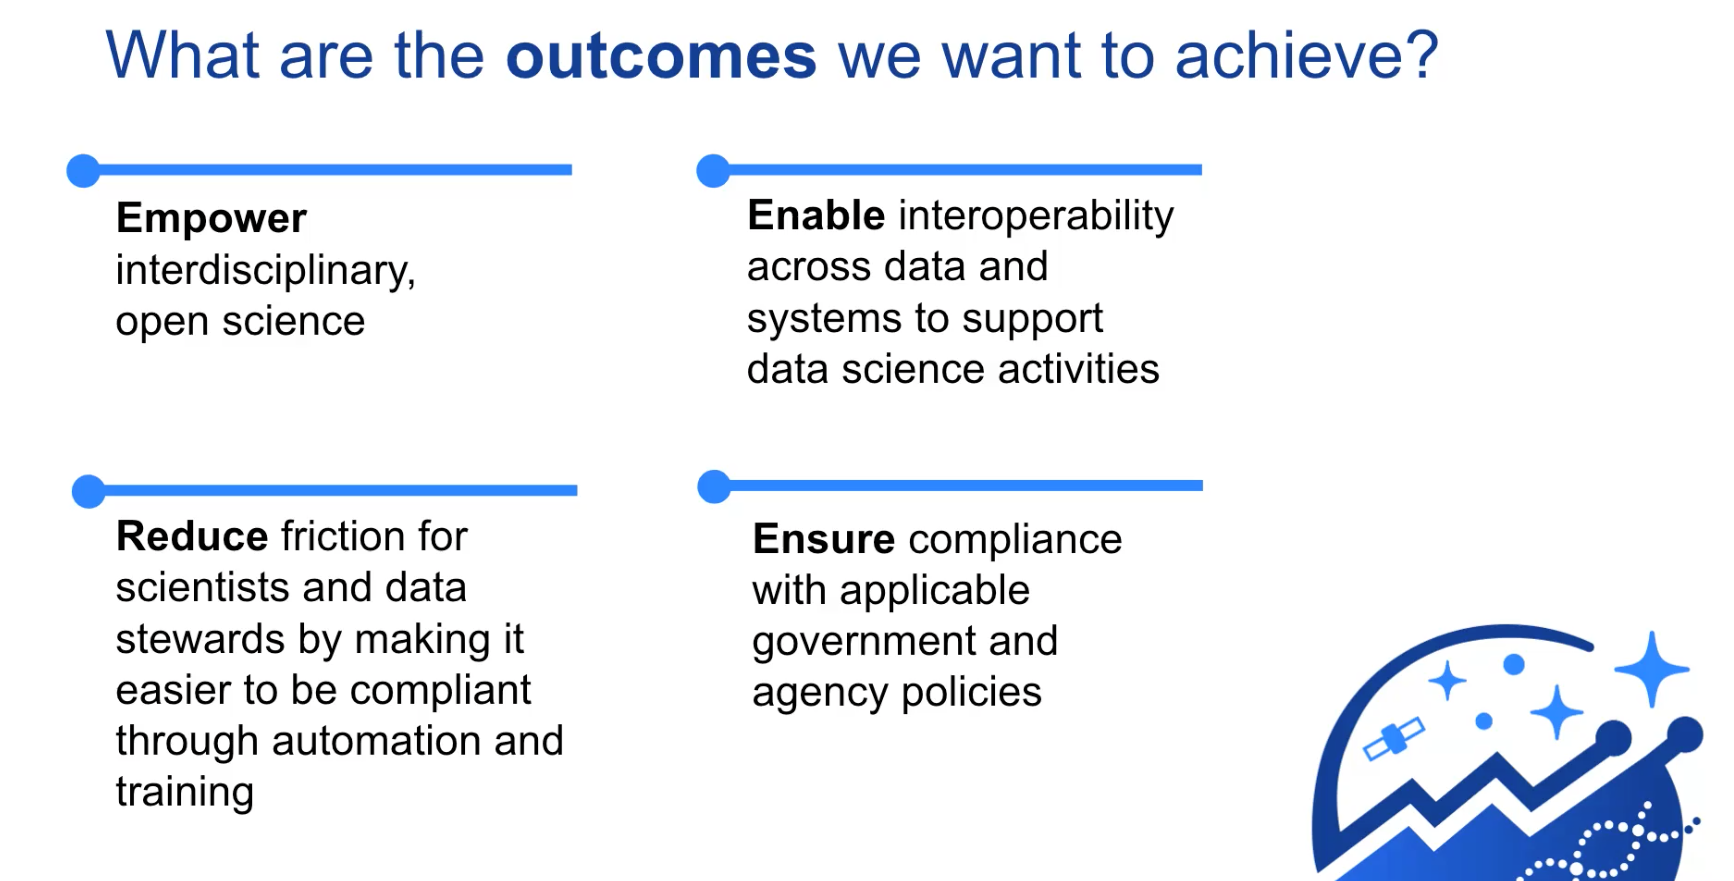 What are the outcomes we want to achieve?
Empower
interdisciplinary,
open science
Enable interoperability
across data and
systems to support
data science activities
Reduce friction for
scientists and data
stewards by making it
easier to be compliant
through automation and
training
Ensure compliance
with applicable
government and
agency policies